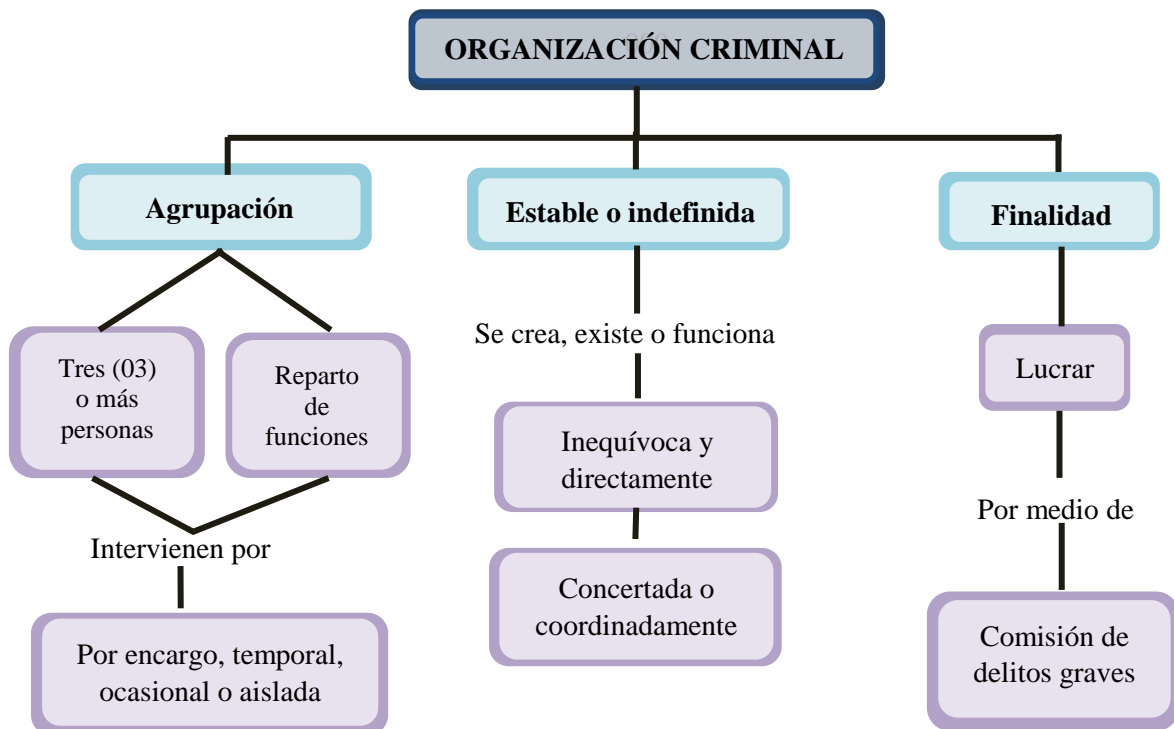 ORGANIZACIÓN CRIMINAL
Agrupación
Estable o indefinida
Finalidad
Tres (03)
o más
personas
Reparto
de
funciones
Se crea, existe o funciona
Lucrar
Inequívoca y
directamente
Intervienen por
Por medio de
Concertada o
coordinadamente
Por encargo, temporal,
ocasional o aislada
Comisión de
delitos graves